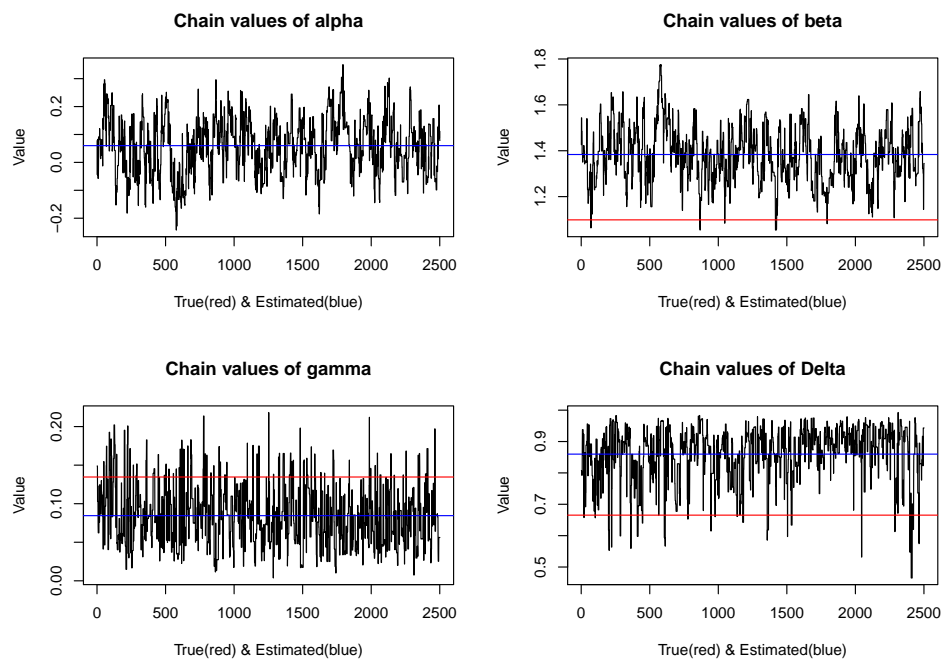 Chain values of alpha
Value
0.2
0.0
−0.2
0 500 1000 1500 2000 2500
True(red) & Estimated(blue)
Chain values of beta
Value
1.8
1.6
1.4
1.2
0 500 1000 1500 2000 2500
True(red) & Estimated(blue)
Chain values of gamma
Value
0.20
0.10
0.00
0 500 1000 1500 2000 2500
True(red) & Estimated(blue)
Chain values of Delta
Value
0.9
0.7
0.5
0 500 1000 1500 2000 2500
True(red) & Estimated(blue)